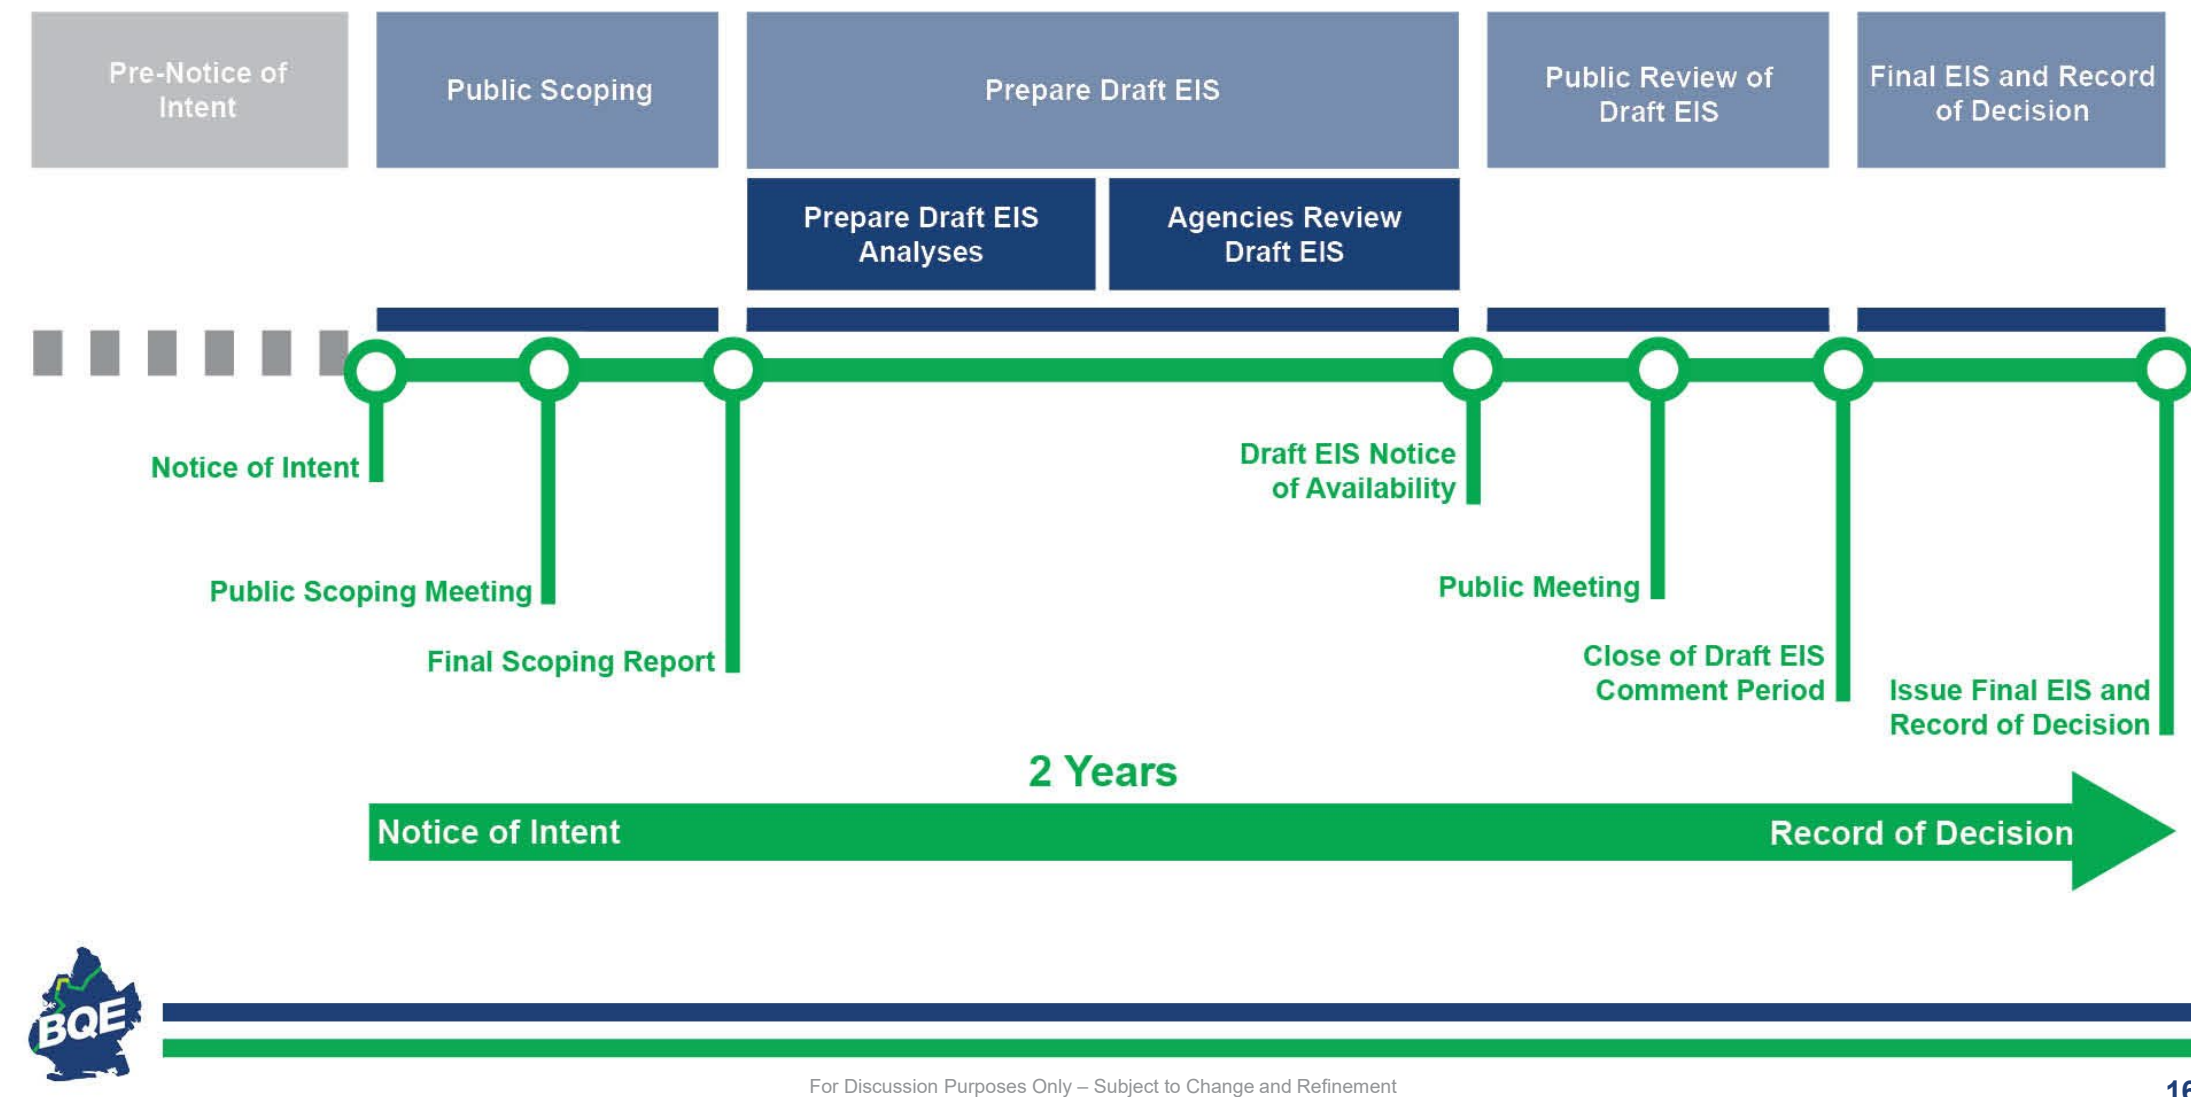 Pre-Notice of
Intent
Public Scoping
Prepare Draft EIS
Public Review of
Draft EIS
Final EIS and Record
of Decision
Prepare Draft EIS
Analyses
Agencies Review
Draft EIS
Notice of Intent
Public Scoping Meeting
Final Scoping Report
Draft EIS Notice
of Availability
Public Meeting
Close of Draft EIS
Comment Period
Issue Final EIS and
Record of Decision
2 Years
Notice of Intent
Record of Decision
BQE
For Discussion Purposes Only – Subject to Change and Refinement
16